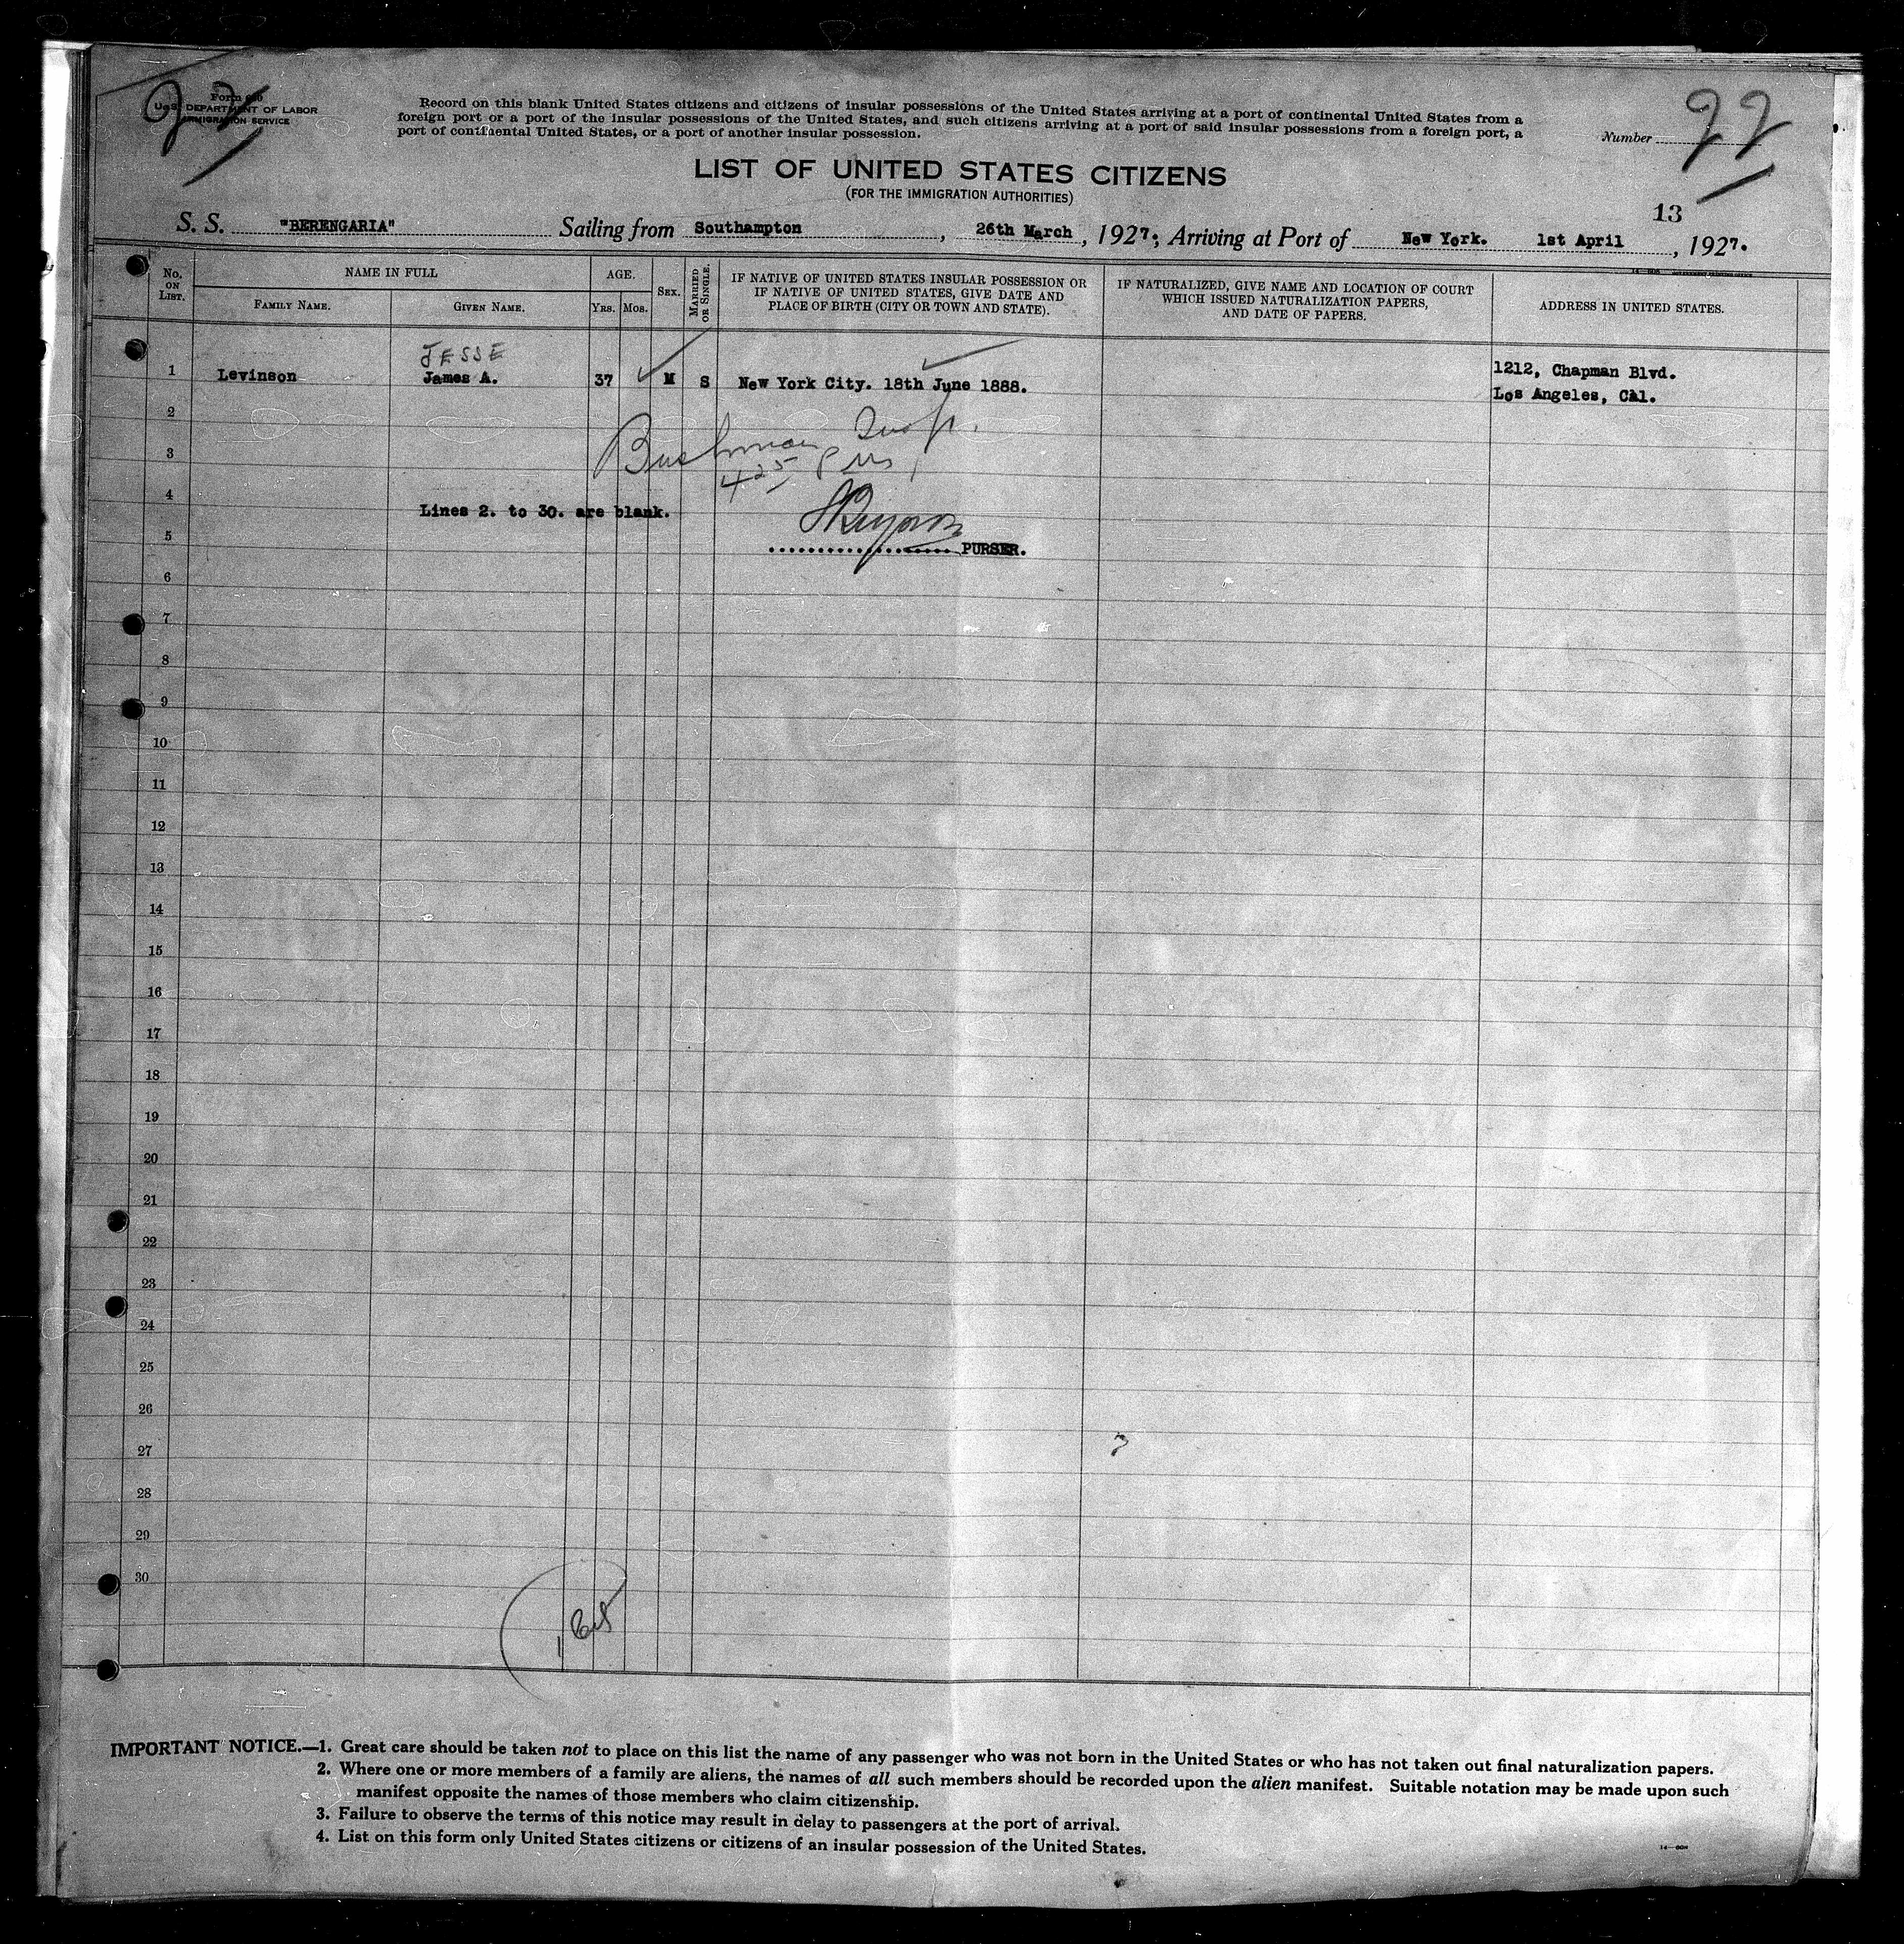 Form 630
U. S. DEPARTMENT OF LABOR
IMMIGRATION SERVICE
Record on this blank United States citizens and citizens of insular possessions of the United States arriving at a port of continental United States from a
foreign port or a port of the insular possessions of the United States, and such citizens arriving at a port of said insular possessions from a foreign port, a
port of continental United States, or a port of another insular possession.
Number
LIST OF UNITED STATES CITIZENS
(FOR THE IMMIGRATION AUTHORITIES)
13
S. S. "BERENGARIA" Sailing from Southampton, 26th March, 1927; Arriving at Port of New York. 1st April, 1927.
No. ON LIST.
NAME IN FULL
FAMILY NAME.
GIVEN NAME.
AGE.
YRS. MOS.
SEX.
MARRIED OR SINGLE.
IF NATIVE OF UNITED STATES INSULAR POSSESSION OR
IF NATIVE OF UNITED STATES, GIVE DATE AND
PLACE OF BIRTH (CITY OR TOWN AND STATE).
IF NATURALIZED, GIVE NAME AND LOCATION OF COURT
WHICH ISSUED NATURALIZATION PAPERS,
AND DATE OF PAPERS.
ADDRESS IN UNITED STATES.
JESSE
1 Levinson James A. 37 M S New York City. 18th June 1888. 1212, Chapman Blvd.
Los Angeles, Cal.
2
Bushman Insp.
3
4.25 PM
4
Lines 2. to 30. are blank.
5
PURSER.
6
7
8
9
10
11
12
13
14
15
16
17
18
19
20
21
22
23
24
25
26
27
28
29
30
IMPORTANT NOTICE.—1. Great care should be taken not to place on this list the name of any passenger who was not born in the United States or who has not taken out final naturalization papers.
2. Where one or more members of a family are aliens, the names of all such members should be recorded upon the alien manifest. Suitable notation may be made upon such
manifest opposite the names of those members who claim citizenship.
3. Failure to observe the terms of this notice may result in delay to passengers at the port of arrival.
4. List on this form only United States citizens or citizens of an insular possession of the United States.